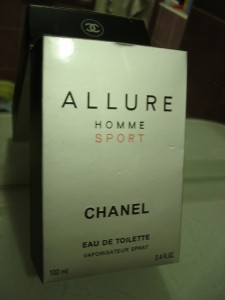 ALLURE
HOMME
SPORT
CHANEL
EAU DE TOILETTE
VAPORISATEUR SPRAY
100 ml 3.4 FL.OZ